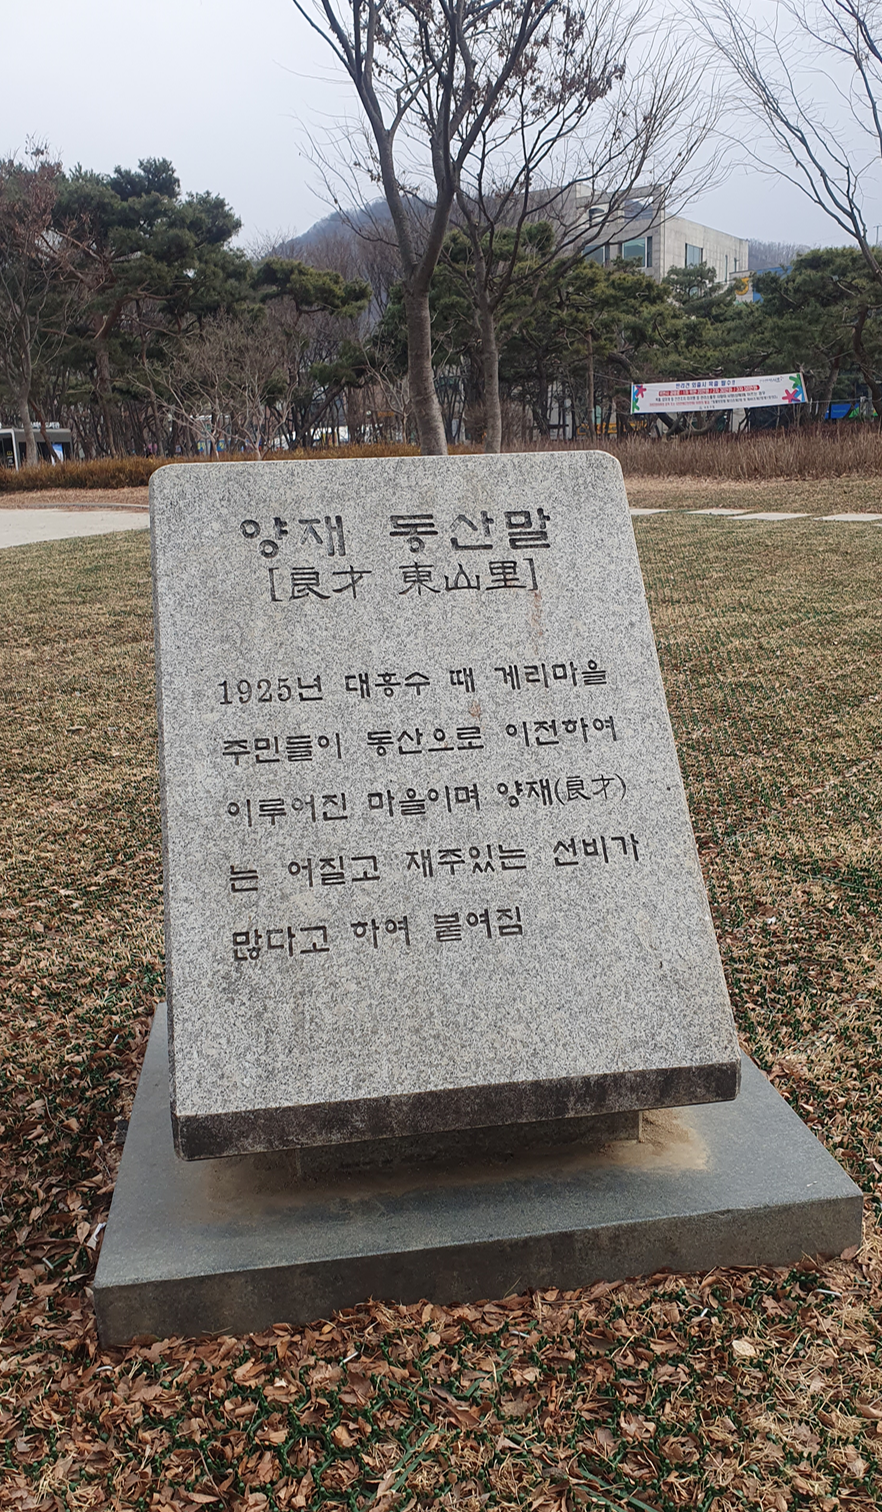 양재 동산말
[良才 東山里]
1925년 대홍수 때 게리마을
주민들이 동산으로 이전하여
이루어진 마을이며 양재(良才)
는 어질고 재주있는 선비가
많다고 하여 붙여짐